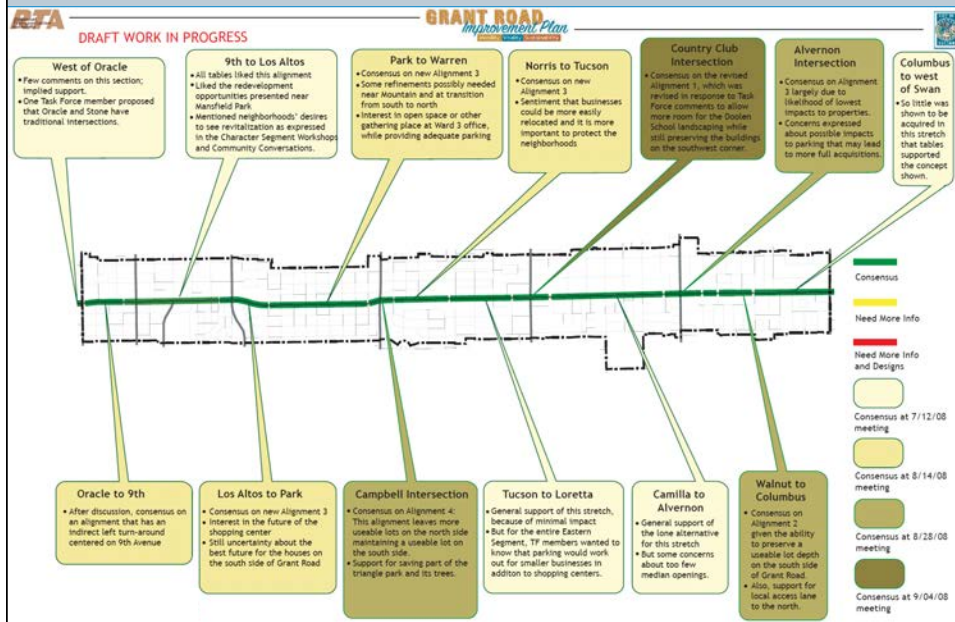 RTA
GRANT ROAD
Improvement Plan
DRAFT WORK IN PROGRESS
West of Oracle
• Few comments on this section;
implied support.
• One Task Force member proposed
that Oracle and Stone have
traditional intersections.
9th to Los Altos
• All tables liked this alignment
• Liked the redevelopment
opportunities presented near
Mansfield Park
• Mentioned neighborhoods' desires
to see revitalization as expressed
in the Character Segment Workshops
and Community Conversations.
Park to Warren
• Consensus on new Alignment 3
• Some refinements possibly needed
near Mountain and at transition
from south to north
• Interest in open space or other
gathering place at Ward 3 office,
while providing adequate parking
Norris to Tucson
• Consensus on new
Alignment 3
• Sentiment that businesses
could be more easily
relocated and it is more
important to protect the
neighborhoods
Country Club
Intersection
• Consensus on the revised
Alignment 1, which was
revised in response to Task
Force comments to allow
more room for the Doolen
School landscaping while
still preserving the buildings
on the southwest corner.
Alvernon
Intersection
• Consensus on Alignment
3 largely due to
likelihood of lowest
impacts to properties.
• Concerns expressed
about possible impacts
to parking that may lead
to more full acquisitions.
Columbus
to west
of Swan
• So little was
shown to be
acquired in
this stretch
that tables
supported
the concept
shown.
Consensus
Need More Info
Need More Info
and Designs
Consensus at 7/12/08
meeting
Consensus at 8/14/08
meeting
Consensus at 8/28/08
meeting
Consensus at 9/04/08
meeting
Oracle to 9th
• After discussion, consensus on
an alignment that has an
indirect left turn-around
centered on 9th Avenue
Los Altos to Park
• Consensus on new Alignment 3
• Interest in the future of the
shopping center
• Still uncertainty about the
best future for the houses on
the south side of Grant Road
Campbell Intersection
• Consensus on Alignment 4:
This alignment leaves more
useable lots on the north side
maintaining a useable lot on
the south side.
• Support for saving part of the
triangle park and its trees.
Tucson to Loretta
• General support of this stretch,
because of minimal impact
• But for the entire Eastern
Segment, TF members wanted to
know that parking would work
out for smaller businesses in
additon to shopping centers.
Camilla to
Alvernon
• General support of
the lone alternative
for this stretch
• But some concerns
about too few
median openings.
Walnut to
Columbus
• Consensus on
Alignment 2
given the ability
to preserve a
useable lot depth
on the south side
of Grant Road.
• Also, support for
local access lane
to the north.